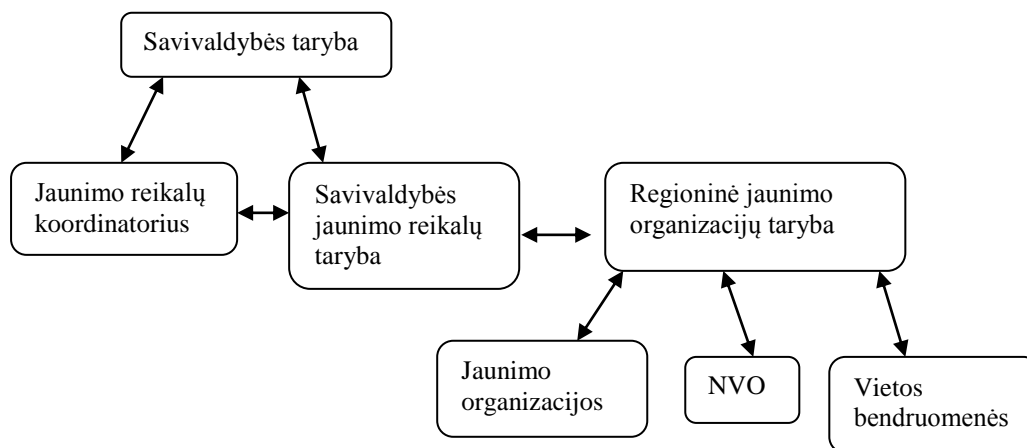 Savivaldybės taryba
Jaunimo reikalų
koordinatorius
Savivaldybės
jaunimo reikalų
taryba
Regioninė jaunimo
organizacijų taryba
Jaunimo
organizacijos
NVO
Vietos
bendruomenės